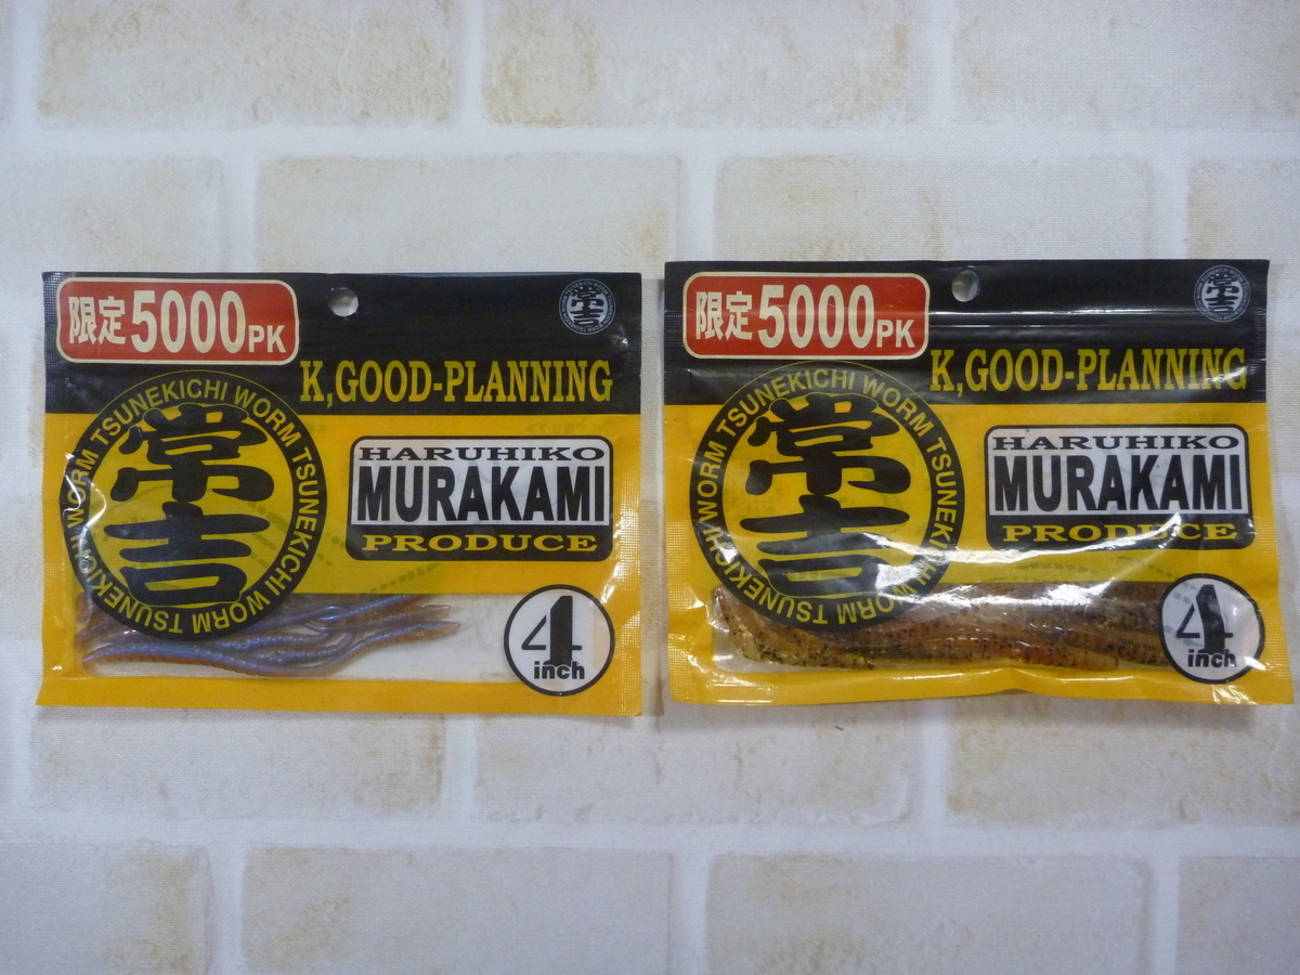 限定5000PK
K,GOOD-PLANNING
TSUNEKICHI WORM TSUNEKICHI WORM TSUNEKICHI WORM
常吉
HARUHIKO
MURAKAMI
PRODUCE
4
inch
限定5000PK
K,GOOD-PLANNING
TSUNEKICHI WORM TSUNEKICHI WORM TSUNEKICHI WORM
常吉
HARUHIKO
MURAKAMI
PRODUCE
4
inch